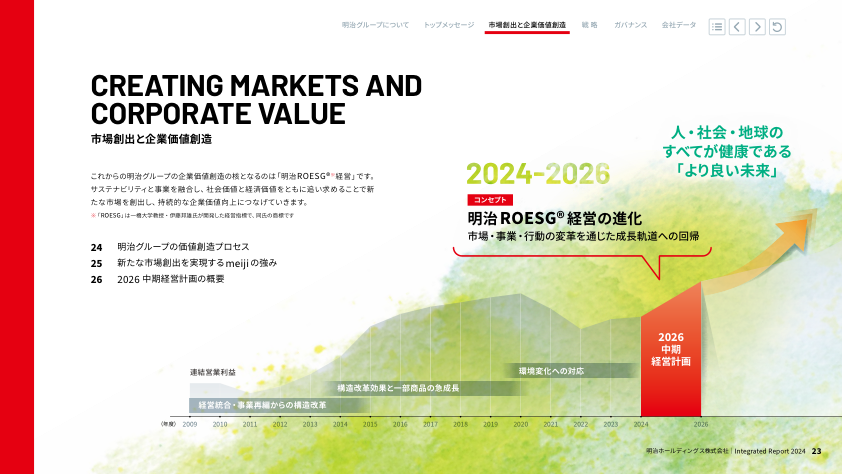 明治グループについて トップメッセージ 市場創出と企業価値創造 戦 略 ガバナンス 会社データ
CREATING MARKETS AND
CORPORATE VALUE
市場創出と企業価値創造
これからの明治グループの企業価値創造の核となるのは「明治ROESG®※経営」です。
サステナビリティと事業を融合し、社会価値と経済価値をともに追い求めることで新
たな市場を創出し、持続的な企業価値向上につなげていきます。
※「ROESG」は一橋大学教授・伊藤邦雄氏が開発した経営指標で、同氏の商標です
24 明治グループの価値創造プロセス
25 新たな市場創出を実現するmeijiの強み
26 2026 中期経営計画の概要
人・社会・地球の
すべてが健康である
「より良い未来」
2024-2026
コンセプト
明治ROESG®経営の進化
市場・事業・行動の変革を通じた成長軌道への回帰
2026
中期
経営計画
連結営業利益
環境変化への対応
構造改革効果と一部商品の急成長
経営統合・事業再編からの構造改革
(年度) 2009 2010 2011 2012 2013 2014 2015 2016 2017 2018 2019 2020 2021 2022 2023 2024 2026
明治ホールディングス株式会社 | Integrated Report 2024 23